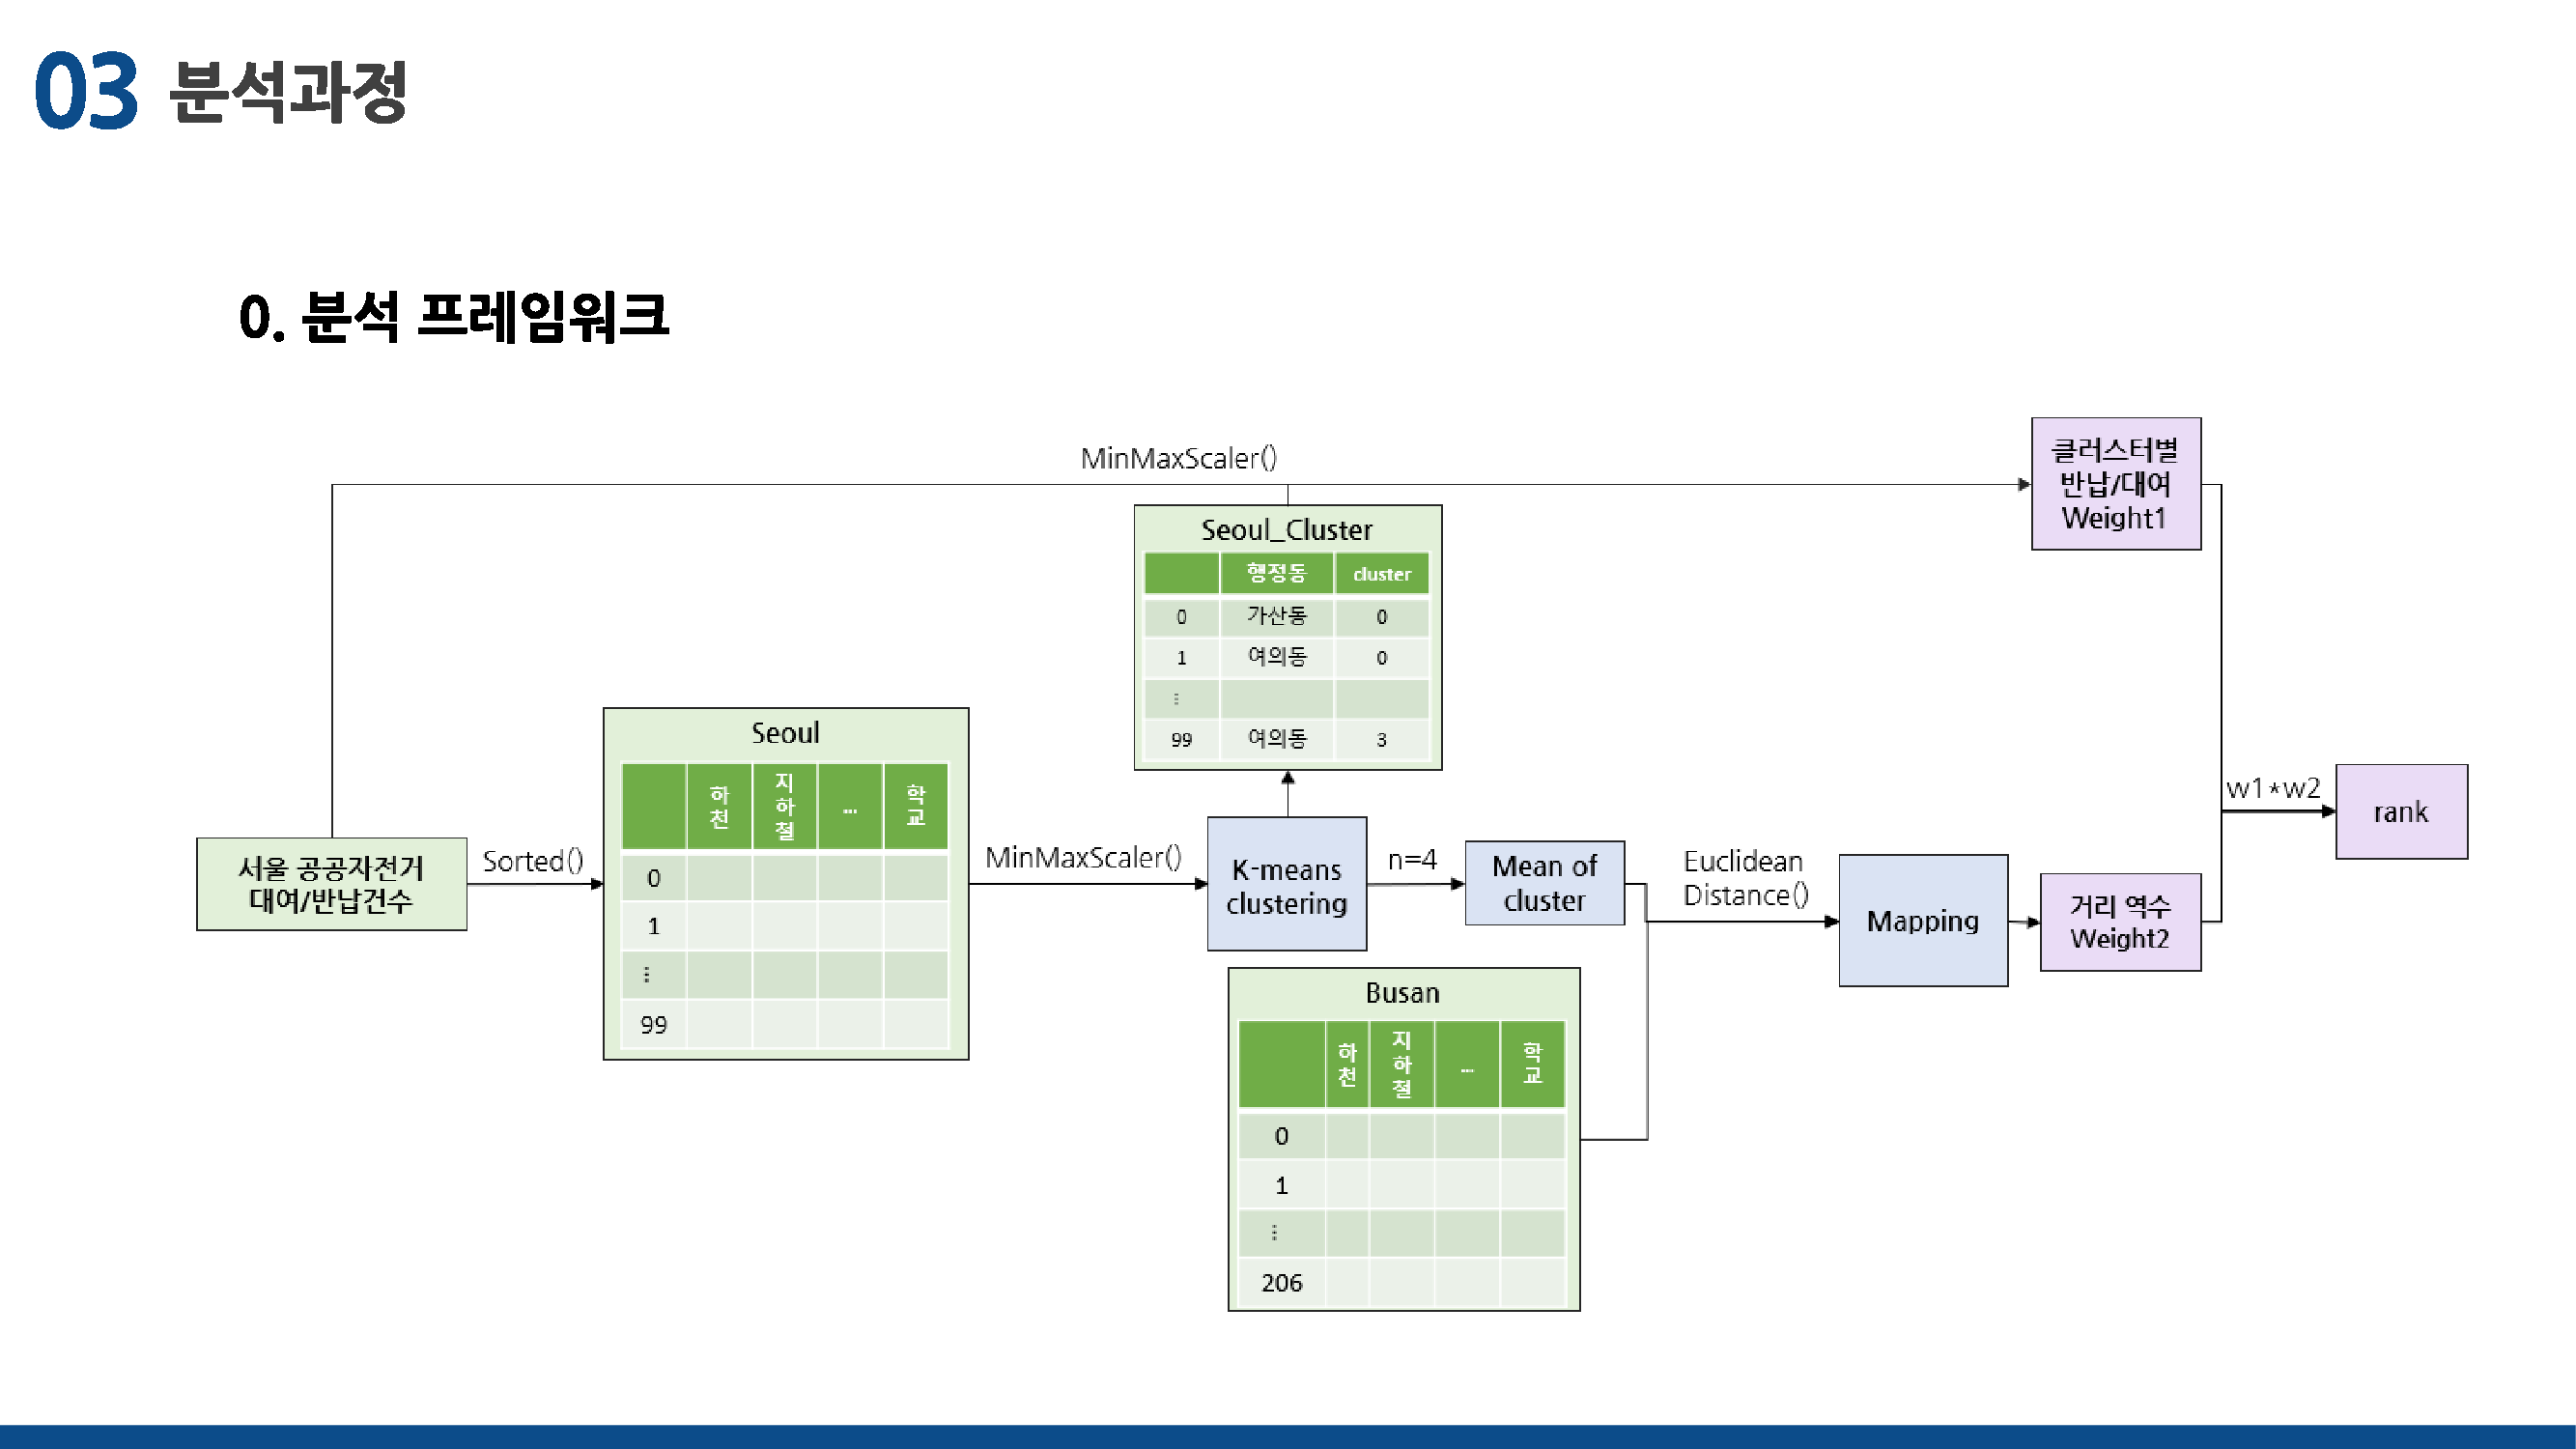 03 분석과정
0. 분석 프레임워크
MinMaxScaler()
클러스터별
반납/대여
Weight1
Seoul_Cluster
행정동 cluster
0 가산동 0
1 여의동 0
⋮
99 여의동 3
Seoul
하천 지하철 ... 학교
0
1
⋮
99
서울 공공자전거
대여/반납건수
Sorted()
MinMaxScaler()
K-means
clustering
n=4
Mean of
cluster
Euclidean
Distance()
Mapping
거리 역수
Weight2
w1*w2
rank
Busan
하천 지하철 ... 학교
0
1
⋮
206